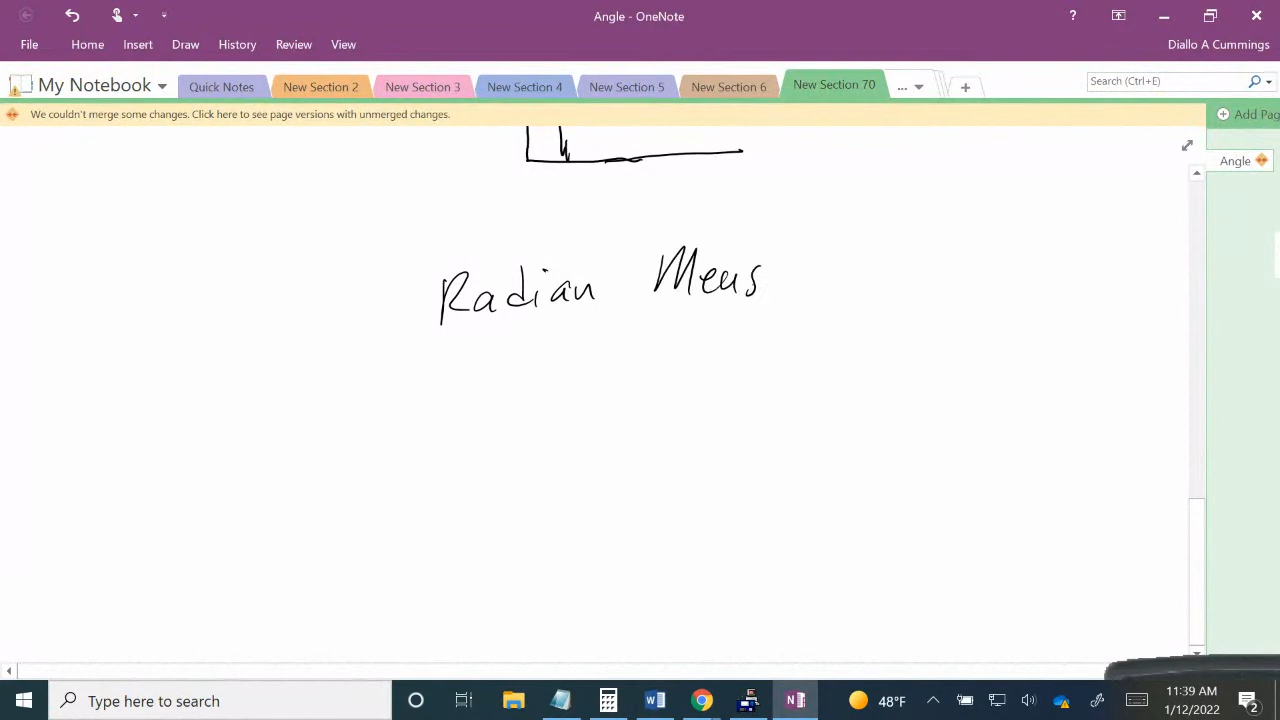 Angle - OneNote
?
File Home Insert Draw History Review View
Diallo A Cummings
My Notebook Quick Notes New Section 2 New Section 3 New Section 4 New Section 5 New Section 6 New Section 70 ... +
Search (Ctrl+E)
We couldn't merge some changes. Click here to see page versions with unmerged changes.
Add Pag
Angle
Radian Meas
Type here to search
48°F
11:39 AM
1/12/2022
2